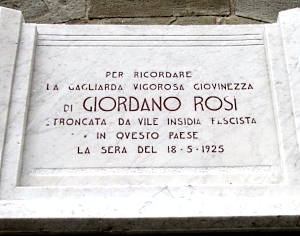 PER RICORDARE
LA GAGLIARDA VIGOROSA GIOVINEZZA
DI GIORDANO ROSI
STRONCATA DA VILE INSIDIA FASCISTA
IN QVESTO PAESE
LA SERA DEL 18-5-1925